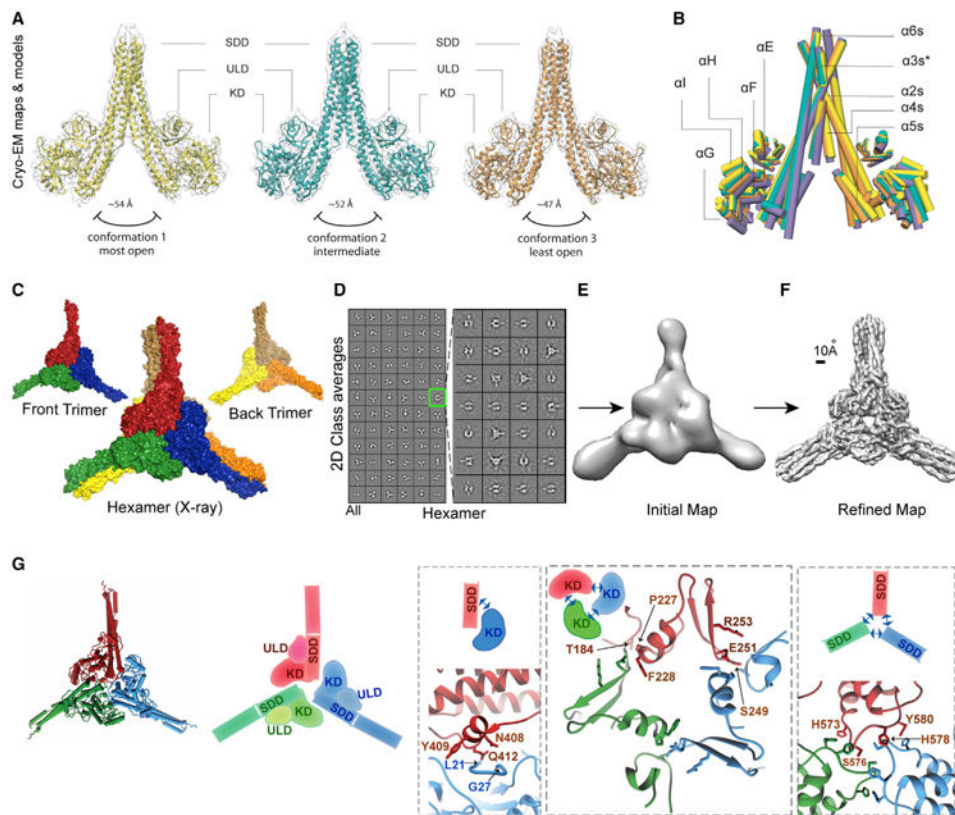 A
Cryo-EM maps & models
SDD
ULD
KD
SDD
ULD
KD
~54 Å
conformation 1
most open
~52 Å
conformation 2
intermediate
~47 Å
conformation 3
least open
B
αE
αH
αF
αI
αG
α6s
α3s*
α2s
α4s
α5s
C
Front Trimer
Back Trimer
Hexamer (X-ray)
D
2D Class averages
All
Hexamer
E
Initial Map
F
10Å
Refined Map
G
ULD
KD
SDD
KD
ULD
SDD
KD
ULD
SDD
SDD
KD
Y409
N408
Q412
L21
G27
KD
KD
KD
P227
T184
F228
R253
E251
S249
SDD
SDD
SDD
H573
Y580
H578
S576